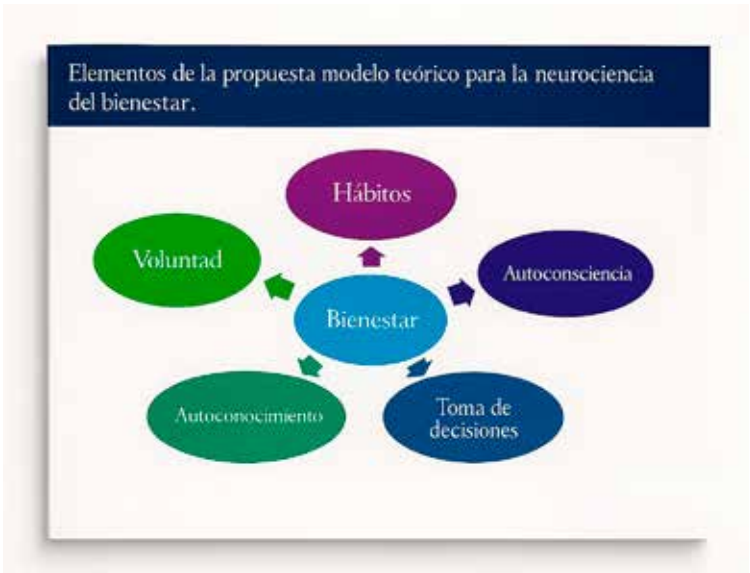 Elementos de la propuesta modelo teórico para la neurociencia
del bienestar.
Hábitos
Voluntad
Autoconsciencia
Bienestar
Autoconocimiento
Toma de
decisiones